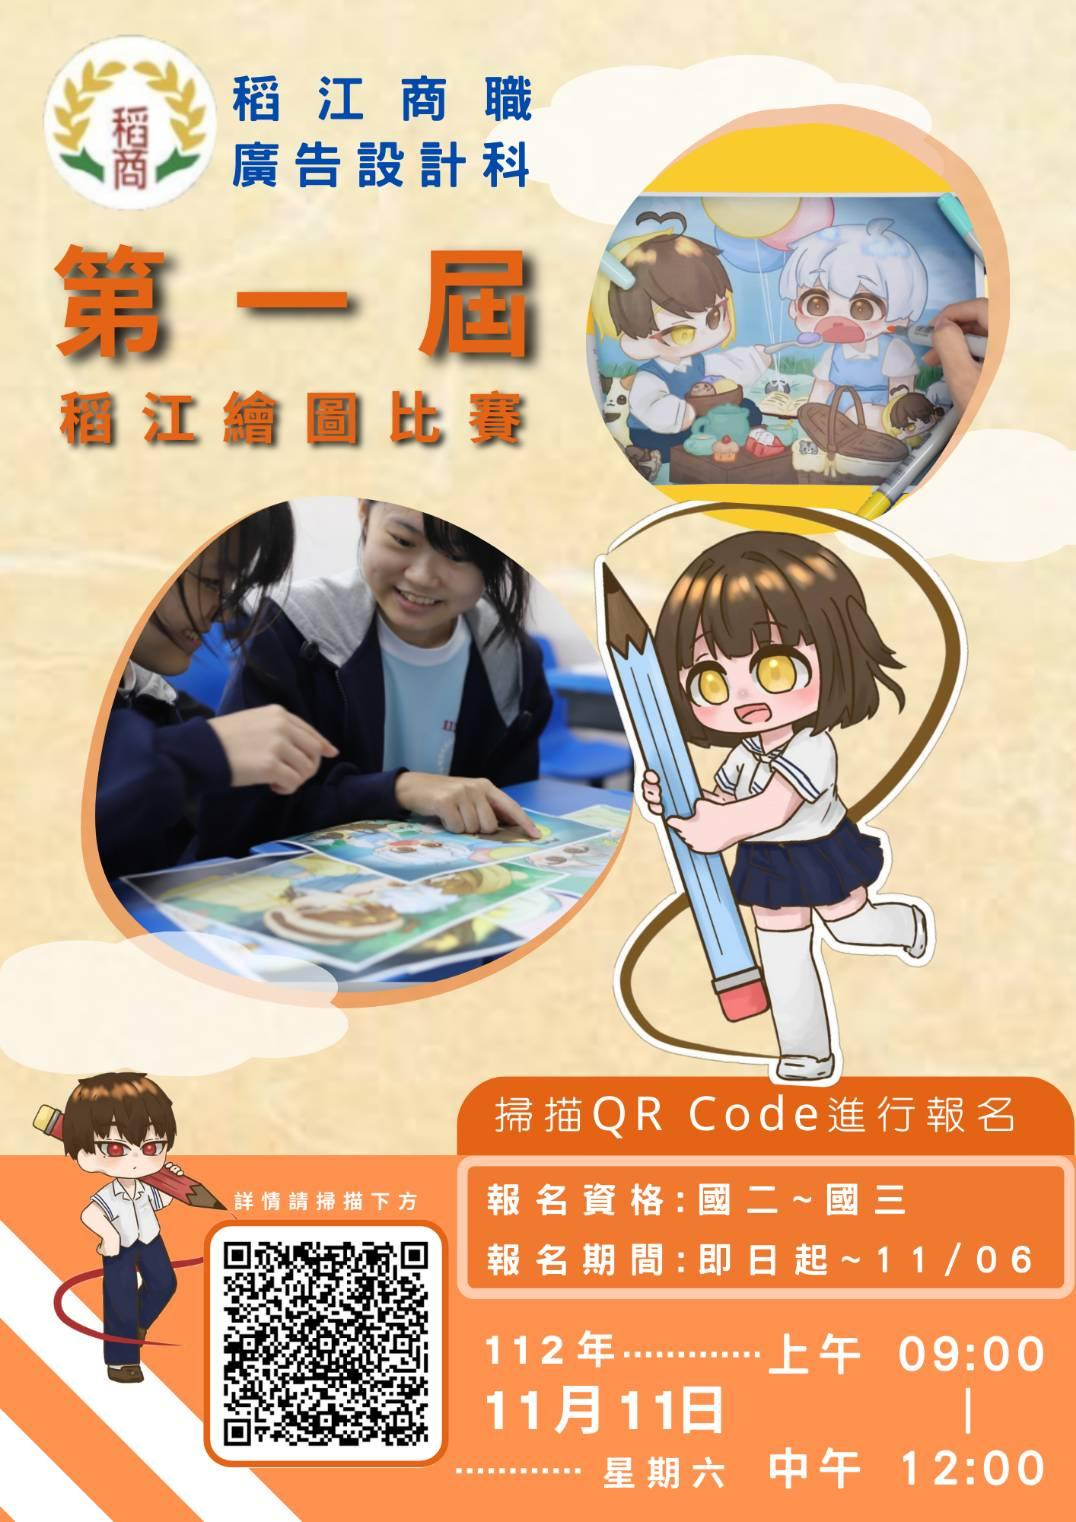 稻商
稻江商職
廣告設計科
第一屆
稻江繪圖比賽
掃描QR Code進行報名
詳情請掃描下方
報名資格:國二~國三
報名期間:即日起~11/06
112年............上午 09:00
11月11日 |
............ 星期六 中午 12:00